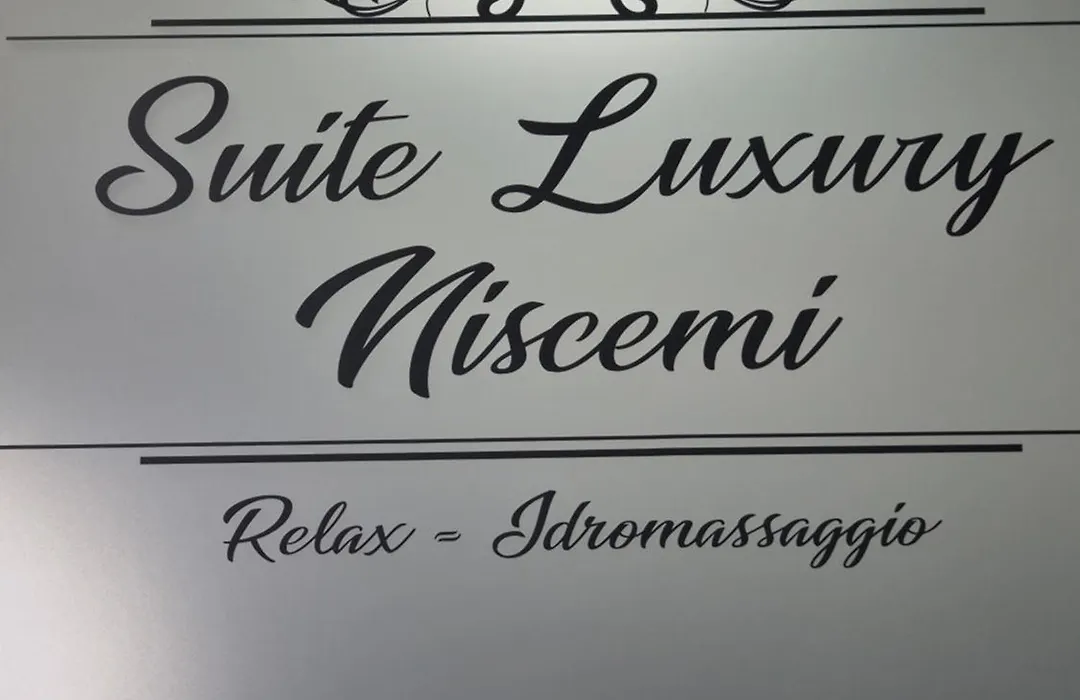 Suite Luxury
Niscemi
Relax = Idromassaggio